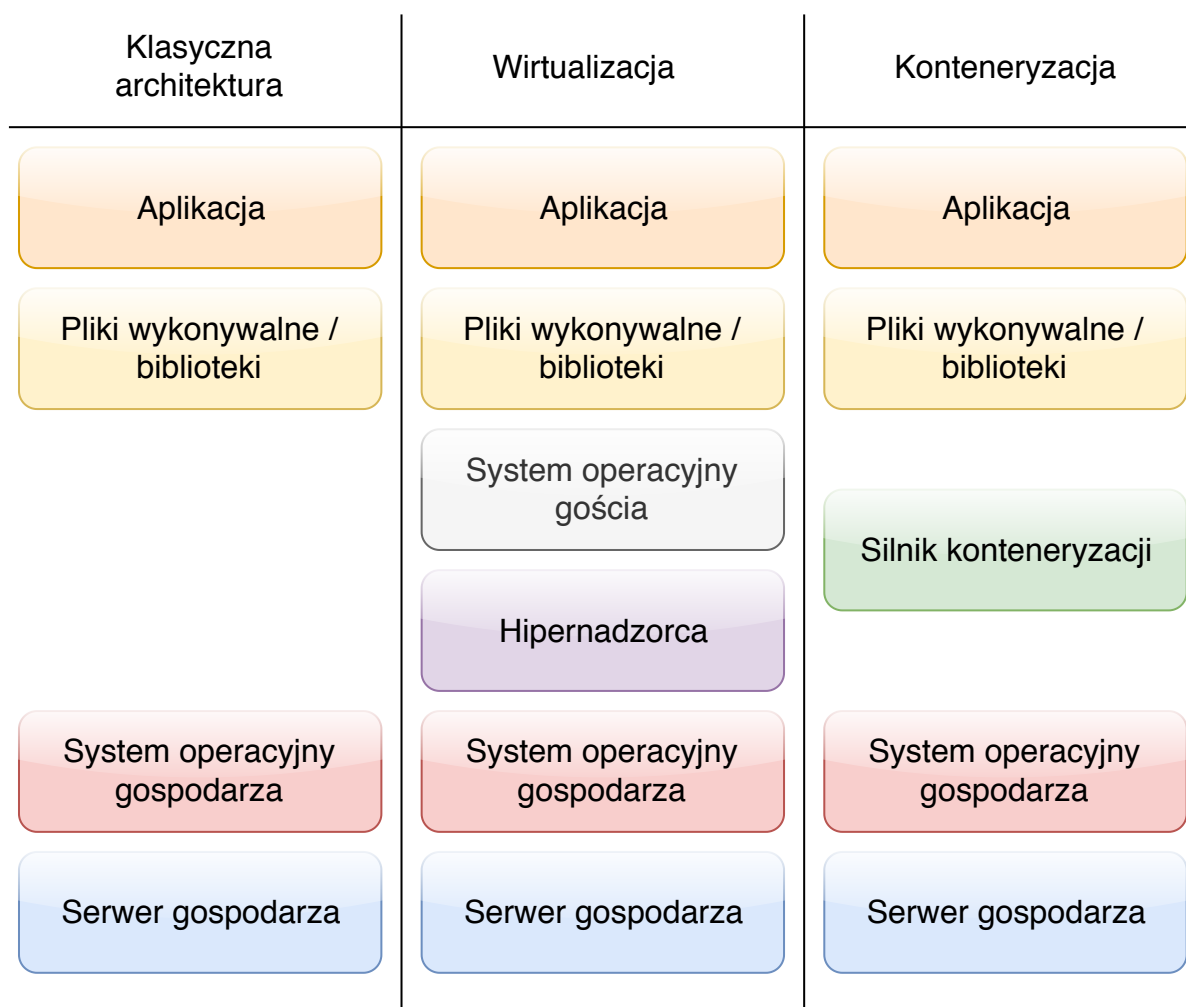 Klasyczna
architektura
Wirtualizacja
Konteneryzacja
Aplikacja
Aplikacja
Aplikacja
Pliki wykonywalne /
biblioteki
Pliki wykonywalne /
biblioteki
Pliki wykonywalne /
biblioteki
System operacyjny
gościa
Silnik konteneryzacji
Hipernadzorca
System operacyjny
gospodarza
System operacyjny
gospodarza
System operacyjny
gospodarza
Serwer gospodarza
Serwer gospodarza
Serwer gospodarza